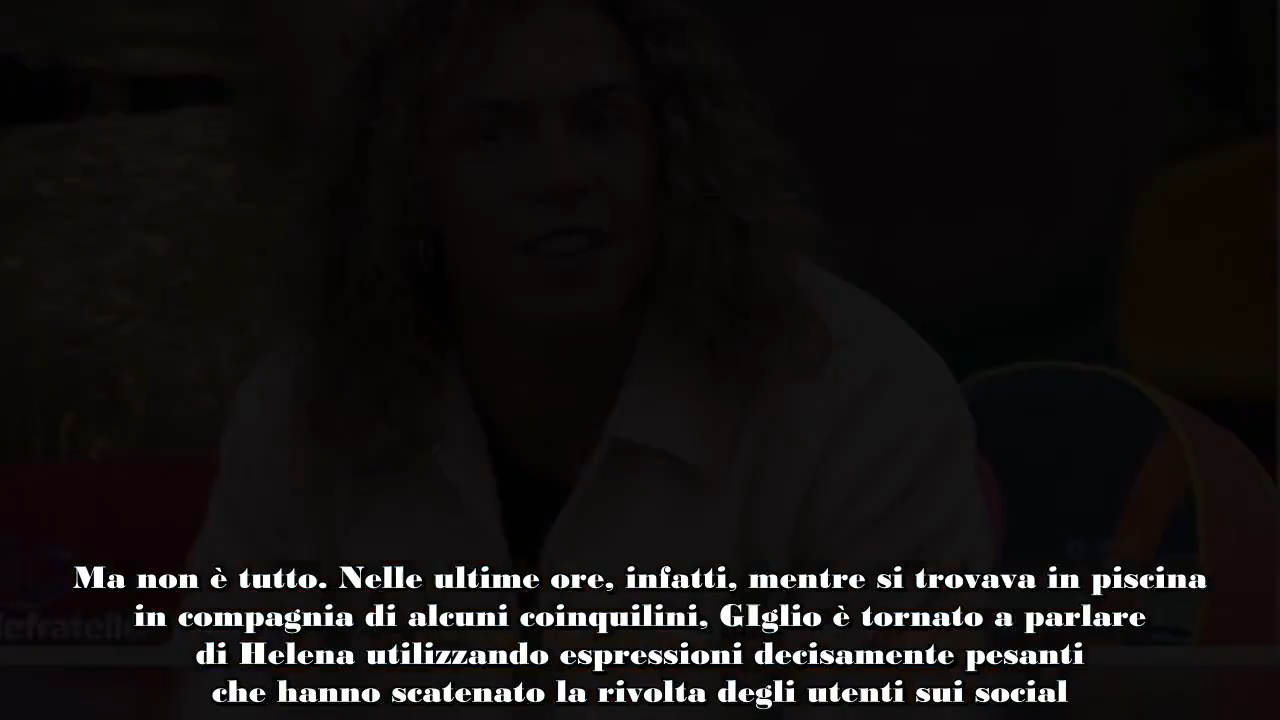 lefratello
Ma non è tutto. Nelle ultime ore, infatti, mentre si trovava in piscina
in compagnia di alcuni coinquilini, GIglio è tornato a parlare
di Helena utilizzando espressioni decisamente pesanti
che hanno scatenato la rivolta degli utenti sui social